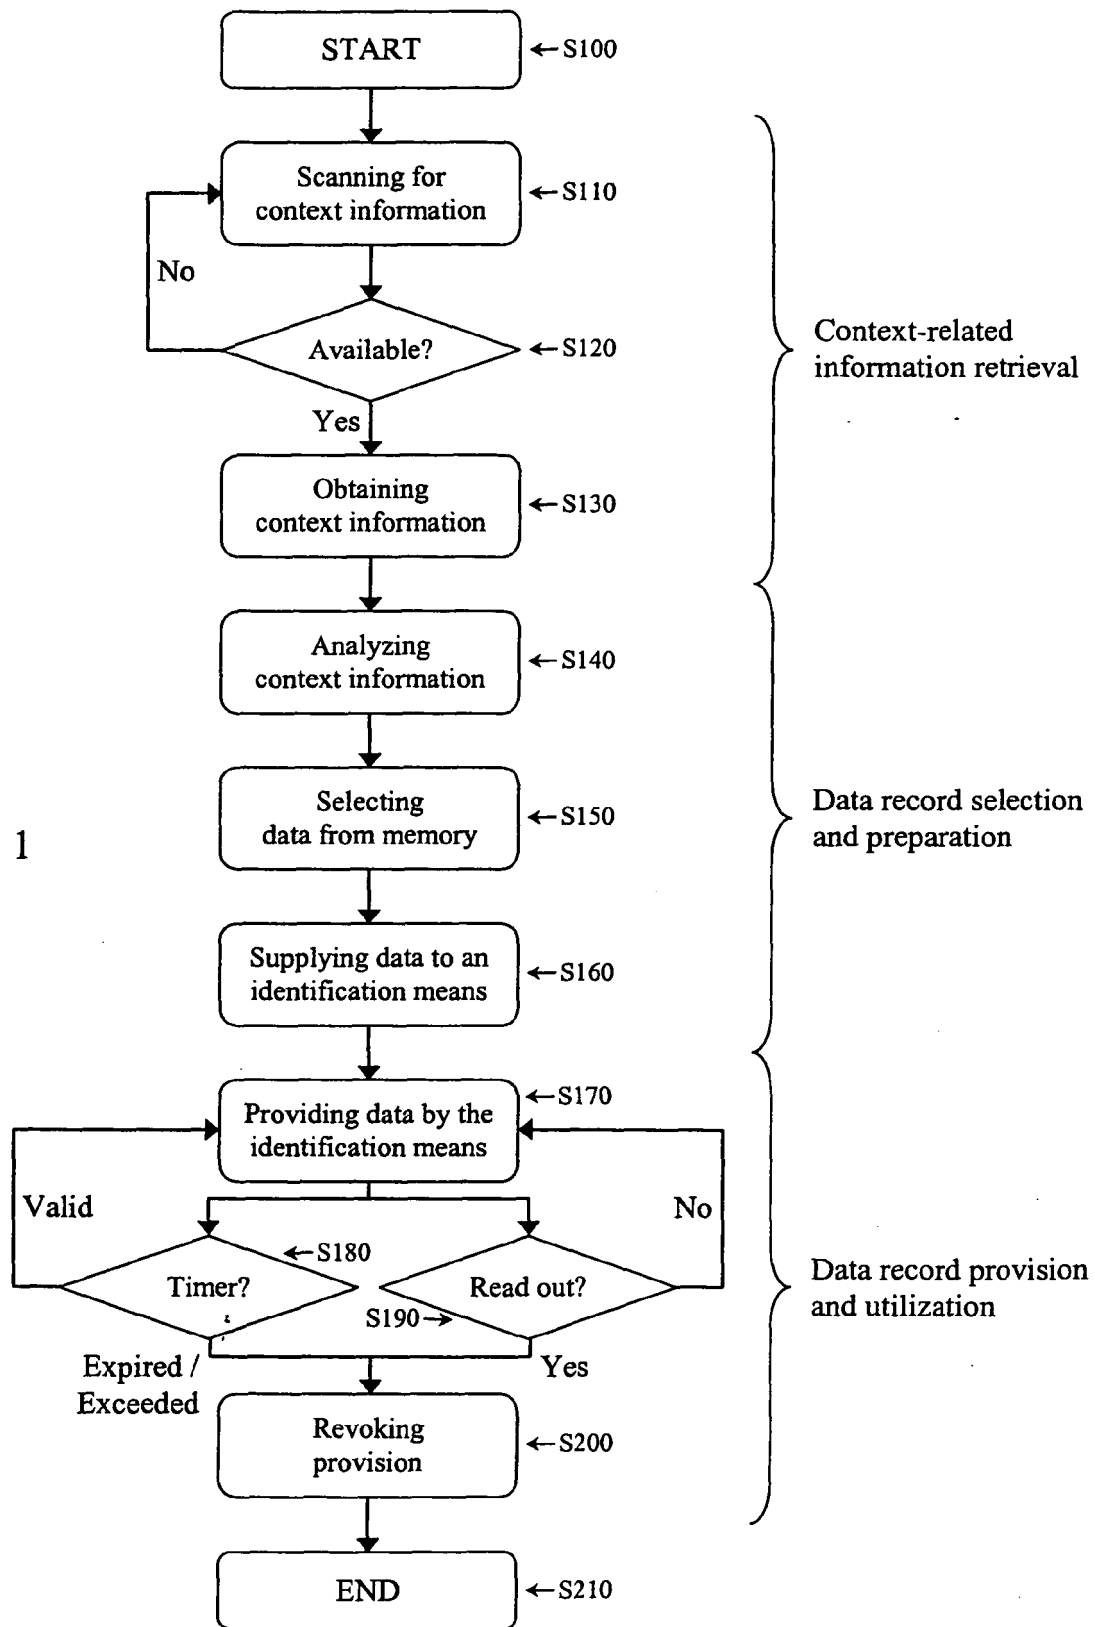 START
←S100
Scanning for
context information
←S110
No
Available?
←S120
Yes
Context-related
information retrieval
Obtaining
context information
←S130
Analyzing
context information
←S140
Selecting
data from memory
←S150
Data record selection
and preparation
1
Supplying data to an
identification means
←S160
Providing data by the
identification means
←S170
Valid
No
Timer?
←S180
Read out?
S190→
Data record provision
and utilization
Expired /
Exceeded
Yes
Revoking
provision
←S200
END
←S210